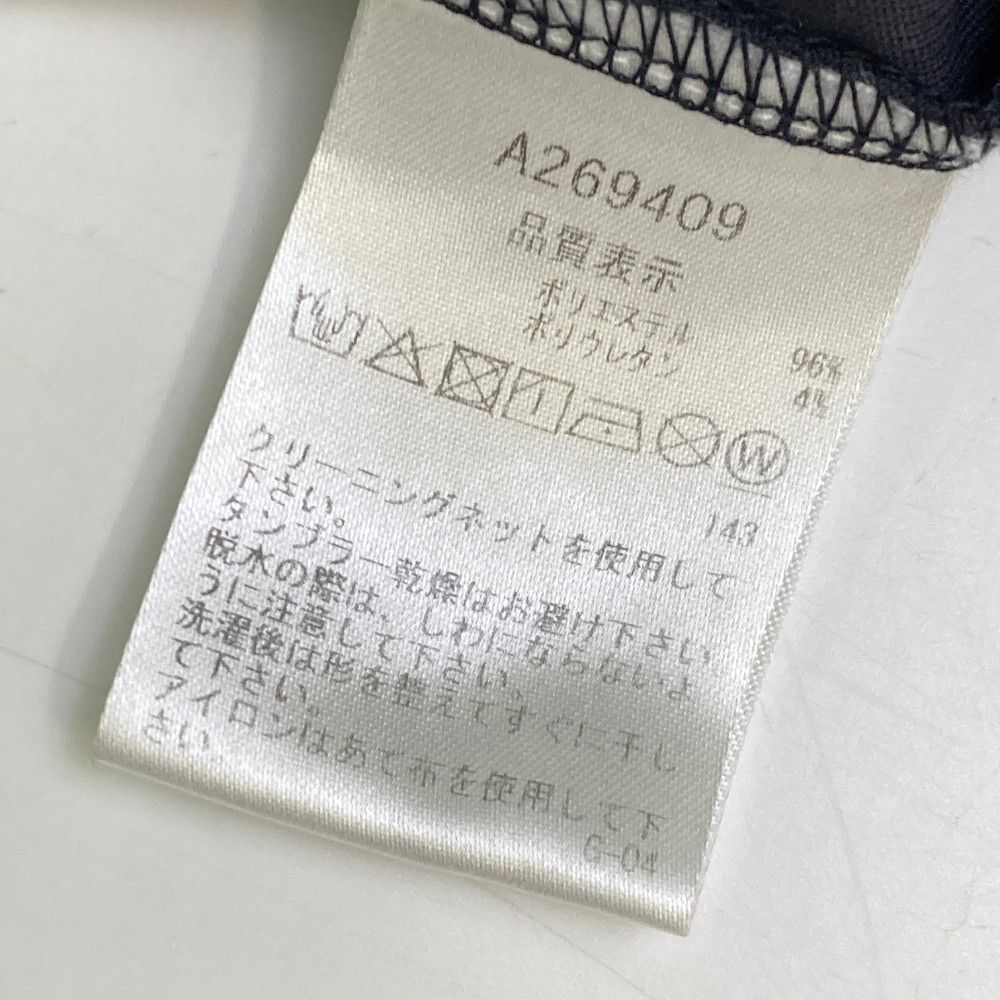 A269409
品質表示
ポリエステル 96%
ポリウレタン 4%
W
J43
クリーニングネットを使用して
下さい。
タンブラー乾燥はお避け下さい
脱水の際は、しわにならないよ
うに注意して下さい。
洗濯後は形を整えてすぐに干し
て下さい。
アイロンはあて布を使用して下
さい
G-04